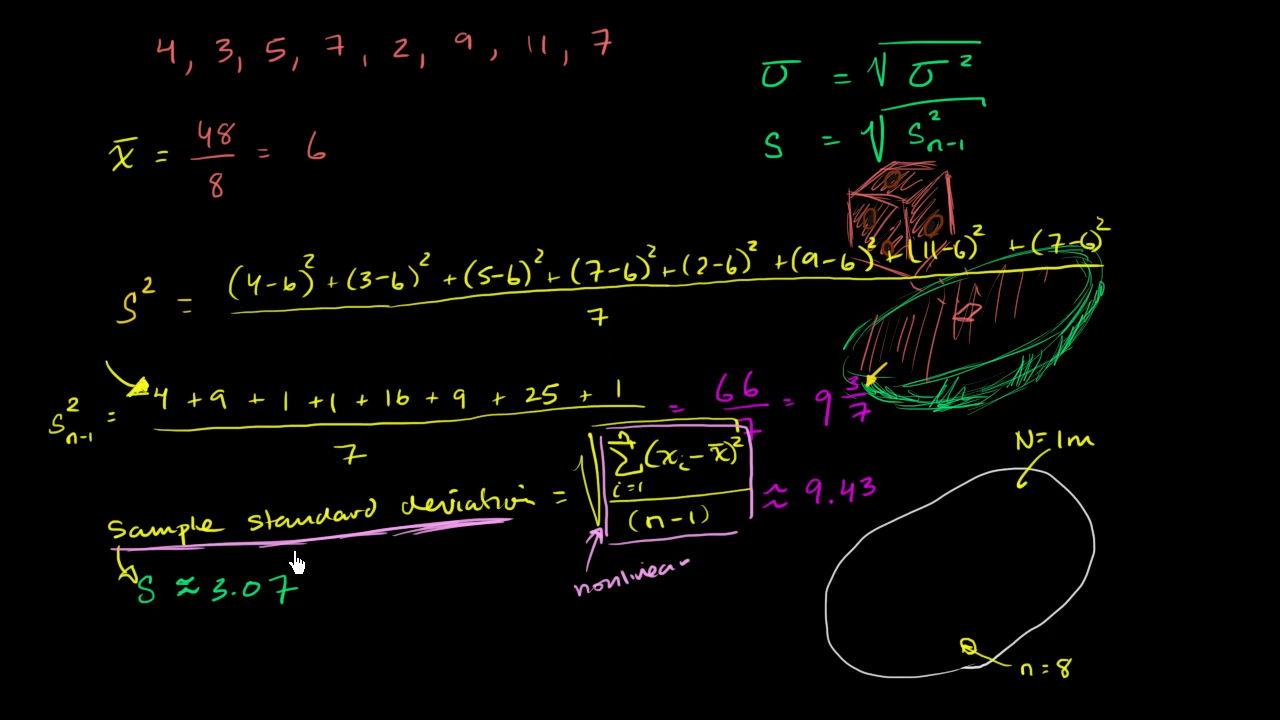 4, 3, 5, 7, 2, 9, 11, 7
σ = √σ²
x̄ = 48/8 = 6
S = √S²ₙ₋₁
S² = ((4-6)² + (3-6)² + (5-6)² + (7-6)² + (2-6)² + (9-6)² + (11-6)² + (7-6)²)/7
S²ₙ₋₁ = (4 + 9 + 1 + 1 + 16 + 9 + 25 + 1)/7 = 66/7 = 9 3/7
≈ 9.43
sample standard deviation = √(∑ⁿᵢ₌₁(xᵢ - x̄)²/(n-1))
nonlinear
S ≈ 3.07
N=1m
n=8